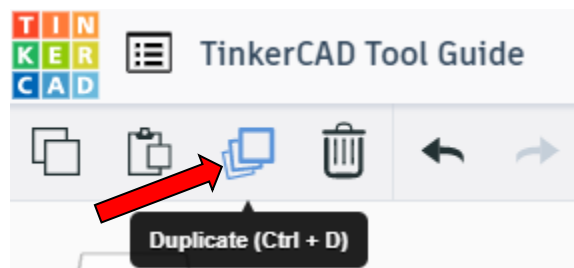 TIN
KER
CAD
TinkerCAD Tool Guide
Duplicate (Ctrl + D)